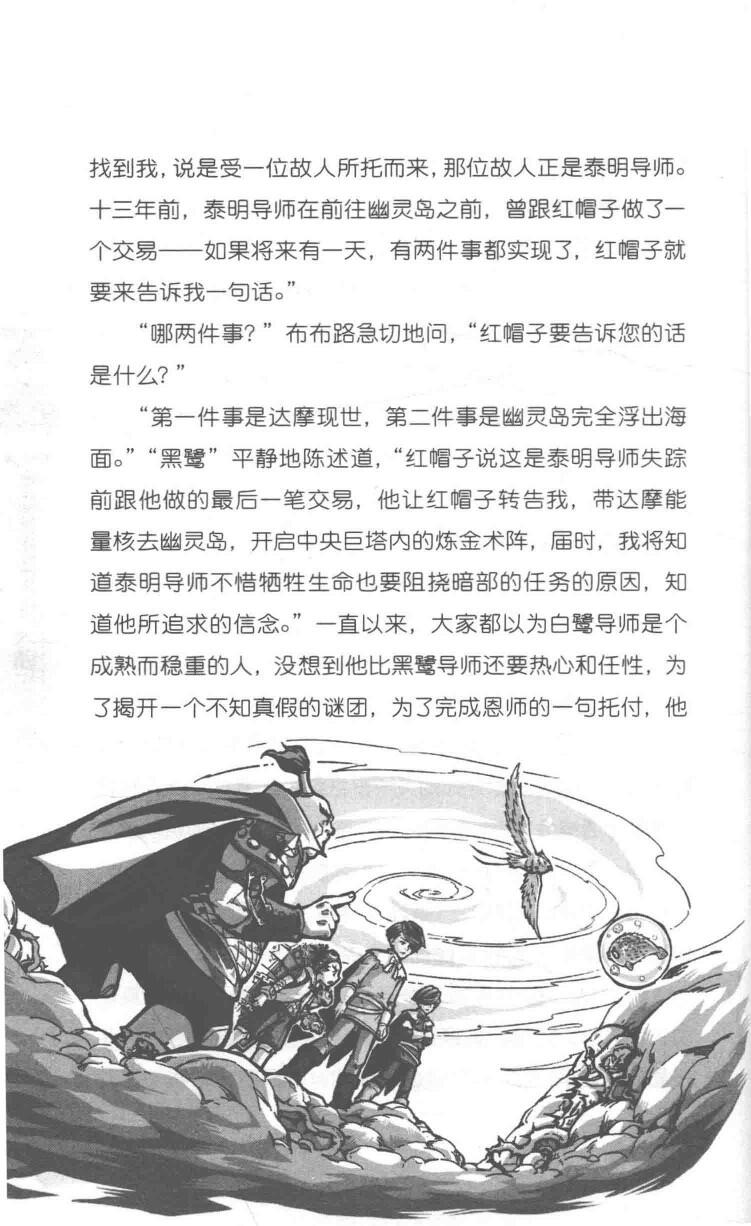 找到我，说是受一位故人所托而来，那位故人正是泰明导师。
十三年前，泰明导师在前往幽灵岛之前，曾跟红帽子做了一
个交易——如果将来有一天，有两件事都实现了，红帽子就
要来告诉我一句话。”
“哪两件事？”布布路急切地问，“红帽子要告诉您的话
是什么？”
“第一件事是达摩现世，第二件事是幽灵岛完全浮出海
面。”“黑鹭”平静地陈述道，“红帽子说这是泰明导师失踪
前跟他做的最后一笔交易，他让红帽子转告我，带达摩能
量核去幽灵岛，开启中央巨塔内的炼金术阵，届时，我将知
道泰明导师不惜牺牲生命也要阻挠暗部的任务的原因，知
道他所追求的信念。”一直以来，大家都以为白鹭导师是个
成熟而稳重的人，没想到他比黑鹭导师还要热心和任性，为
了揭开一个不知真假的谜团，为了完成恩师的一句托付，他